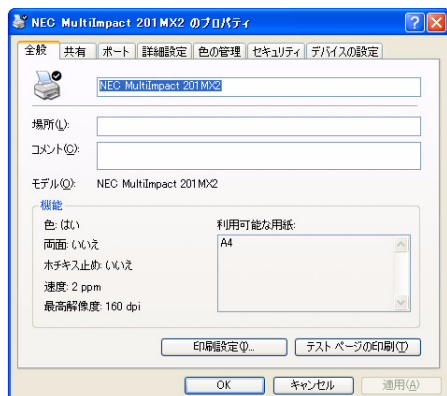 NEC MultiImpact 201MX2 のプロパティ
全般 共有 ポート 詳細設定 色の管理 セキュリティ デバイスの設定
NEC MultiImpact 201MX2
場所(L):
コメント(C):
モデル(O): NEC MultiImpact 201MX2
機能
色: はい 利用可能な用紙:
両面: いいえ A4
ホチキス止め: いいえ
速度: 2 ppm
最高解像度: 160 dpi
印刷設定(I)... テスト ページの印刷(T)
OK キャンセル 適用(A)